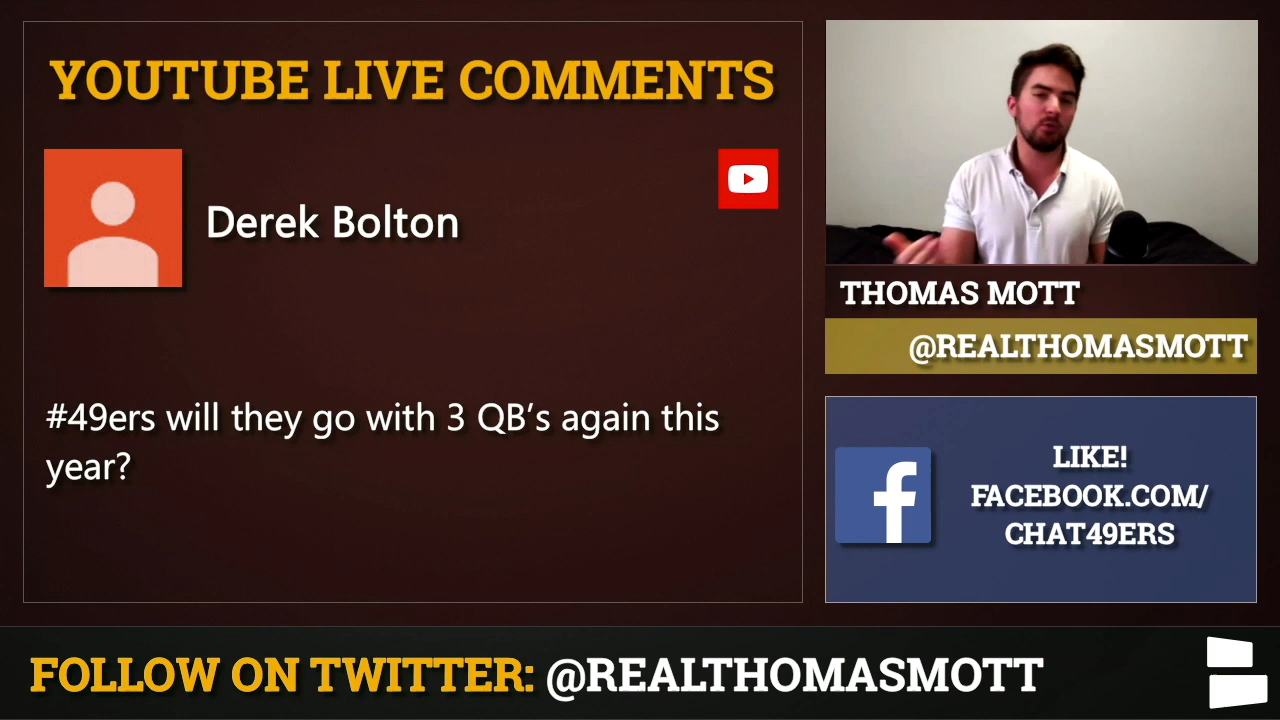 YOUTUBE LIVE COMMENTS
Derek Bolton
#49ers will they go with 3 QB's again this
year?
THOMAS MOTT
@REALTHOMASMOTT
LIKE!
FACEBOOK.COM/
CHAT49ERS
FOLLOW ON TWITTER: @REALTHOMASMOTT